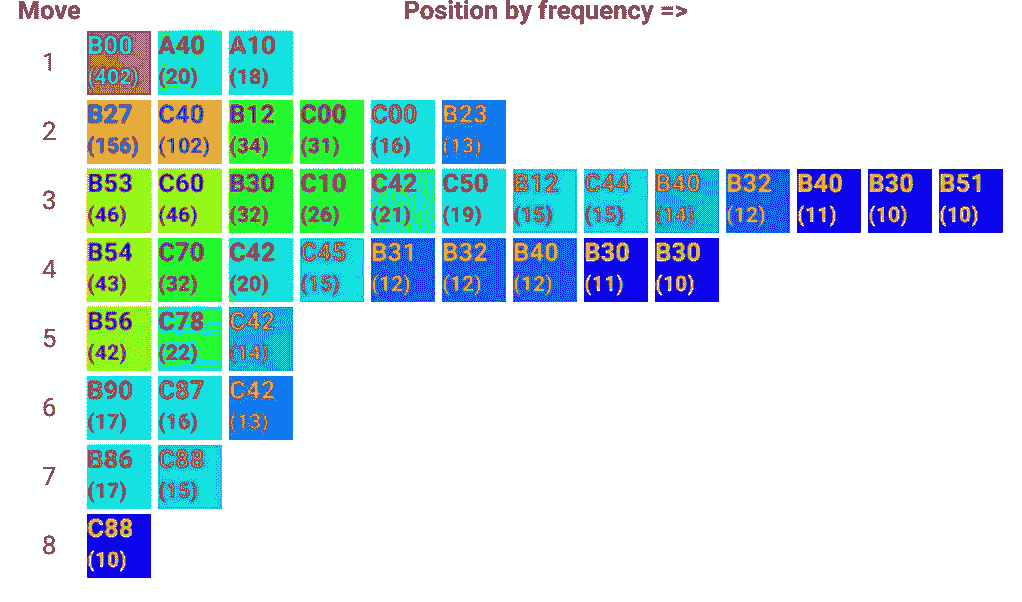 Move Position by frequency =>
1 B00 A40 A10
(402) (20) (18)
2 B27 C40 B12 C00 C00 B23
(156) (102) (34) (31) (16) (13)
3 B53 C60 B30 C10 C42 C50 B12 C44 B40 B32 B40 B30 B51
(46) (46) (32) (26) (21) (19) (15) (15) (14) (12) (11) (10) (10)
4 B54 C70 C42 C45 B31 B32 B40 B30 B30
(43) (32) (20) (15) (12) (12) (12) (11) (10)
5 B56 C78 C42
(42) (22) (14)
6 B90 C87 C42
(17) (16) (13)
7 B86 C88
(17) (15)
8 C88
(10)